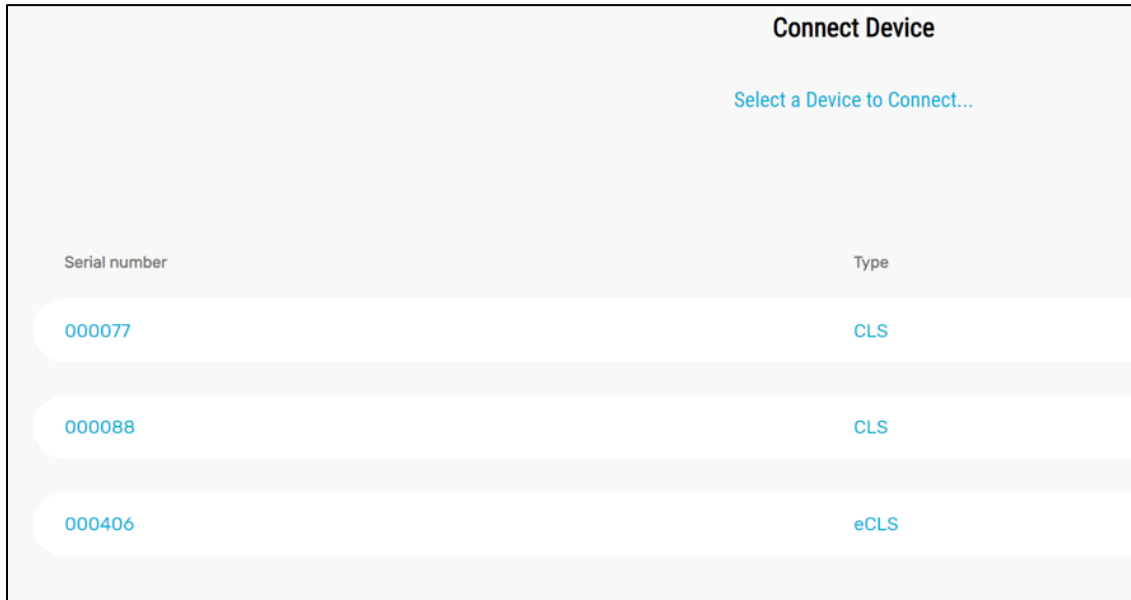 Connect Device
Select a Device to Connect...
Serial number Type
000077 CLS
000088 CLS
000406 eCLS